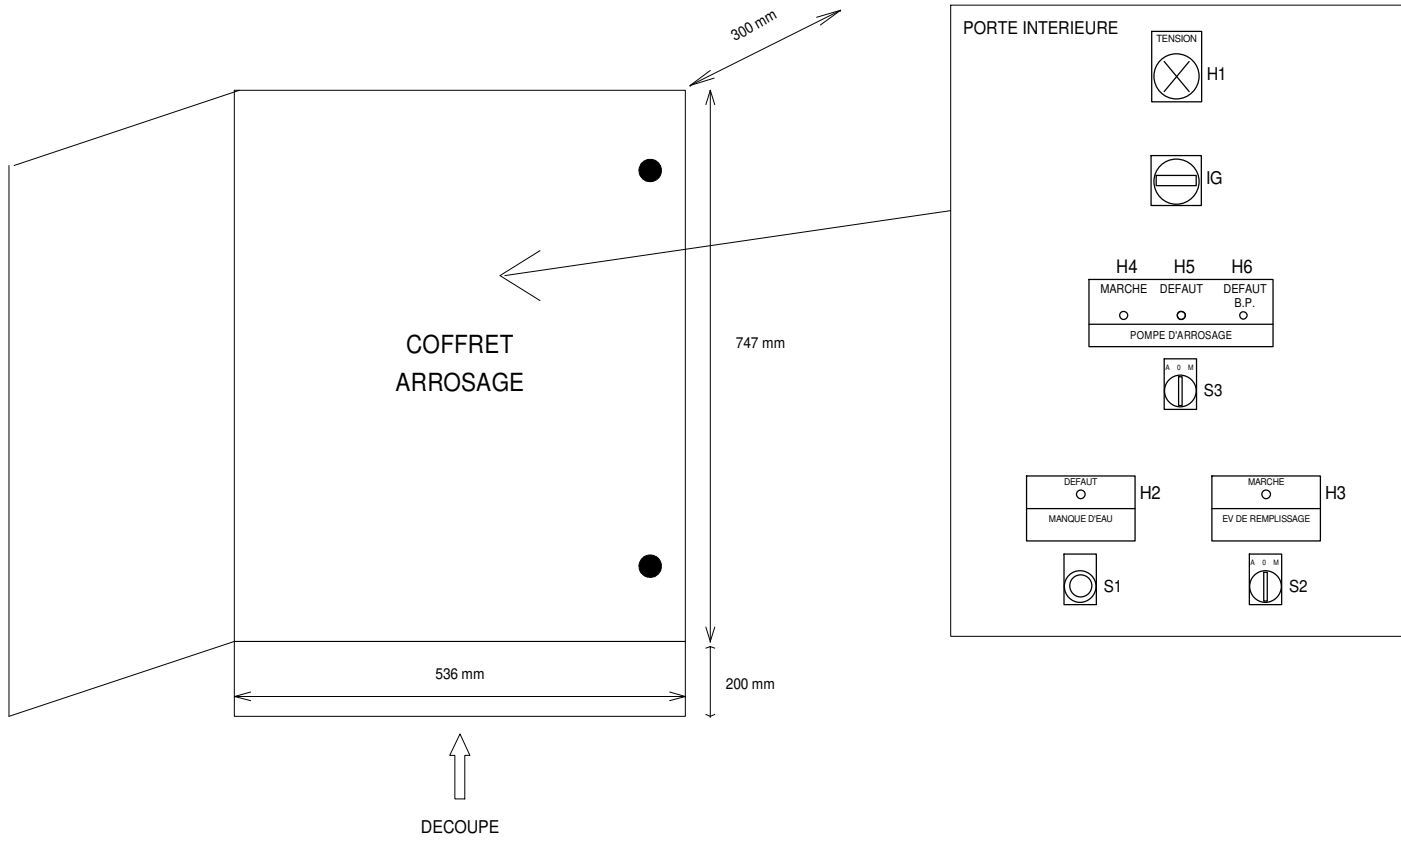 300 mm
PORTE INTERIEURE
TENSION
H1
IG
H4 H5 H6
MARCHE DEFAUT DEFAUT
B.P.
POMPE D'ARROSAGE
A 0 M
S3
COFFRET
ARROSAGE
747 mm
DEFAUT
H2
MANQUE D'EAU
S1
MARCHE
H3
EV DE REMPLISSAGE
A 0 M
S2
536 mm
200 mm
DECOUPE